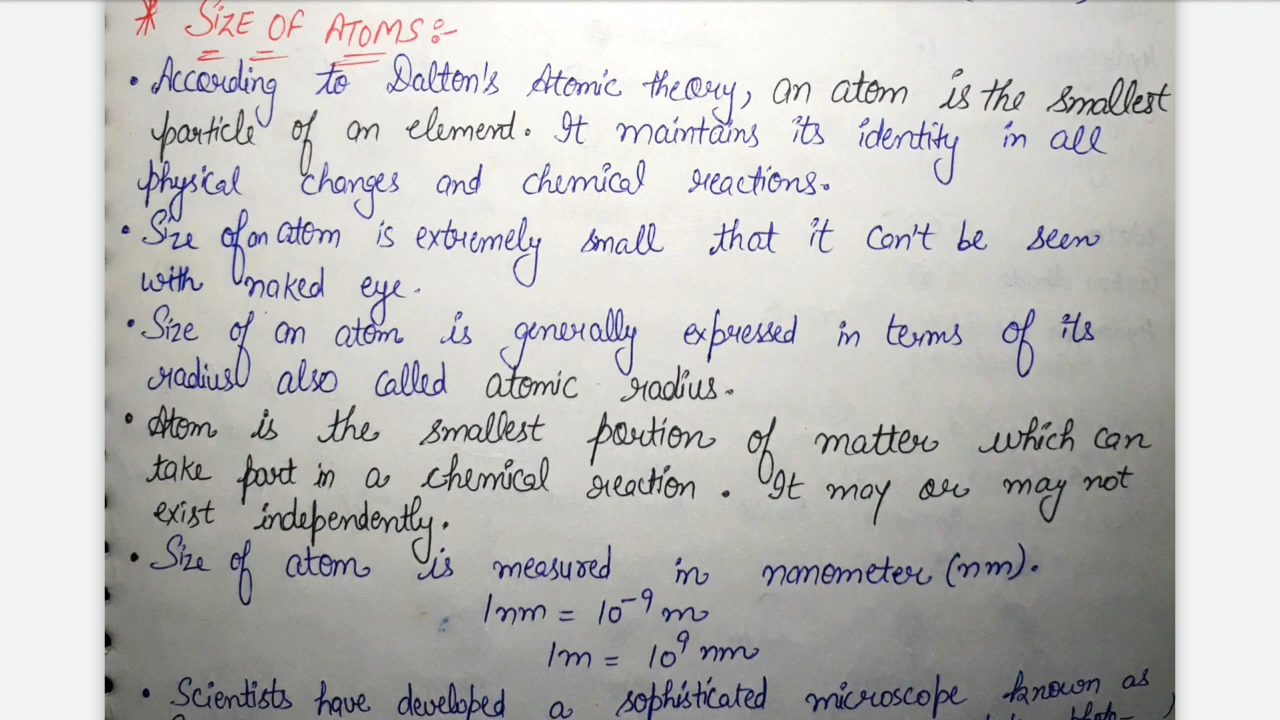 * SIZE OF ATOMS:-
• According to Dalton's Atomic theory, an atom is the smallest
particle of an element. It maintains its identity in all
physical changes and chemical reactions.
• Size of an atom is extremely small that it can't be seen
with naked eye.
• Size of an atom is generally expressed in terms of its
radius also called atomic radius.
• Atom is the smallest portion of matter which can
take part in a chemical reaction. It may or may not
exist independently.
• Size of atom is measured in nanometer (nm).
1nm = 10⁻⁹ m
1m = 10⁹ nm
• Scientists have developed a sophisticated microscope known as